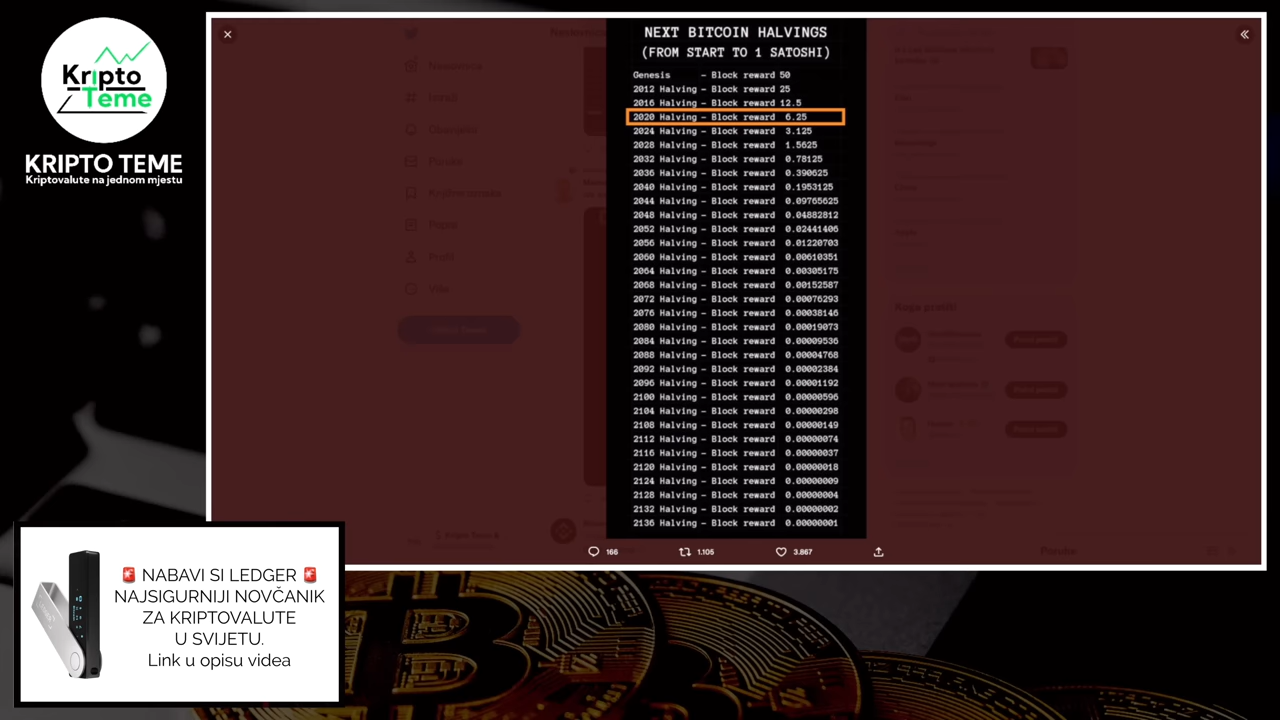 Kripto
Teme
KRIPTO TEME
Kriptovalute na jednom mjestu
NEXT BITCOIN HALVINGS
(FROM START TO 1 SATOSHI)
Genesis – Block reward 50
2012 Halving – Block reward 25
2016 Halving – Block reward 12.5
2020 Halving – Block reward 6.25
2024 Halving – Block reward 3.125
2028 Halving – Block reward 1.5625
2032 Halving – Block reward 0.78125
2036 Halving – Block reward 0.390625
2040 Halving – Block reward 0.1953125
2044 Halving – Block reward 0.09765625
2048 Halving – Block reward 0.04882812
2052 Halving – Block reward 0.02441406
2056 Halving – Block reward 0.01220703
2060 Halving – Block reward 0.00610351
2064 Halving – Block reward 0.00305175
2068 Halving – Block reward 0.00152587
2072 Halving – Block reward 0.00076293
2076 Halving – Block reward 0.00038146
2080 Halving – Block reward 0.00019073
2084 Halving – Block reward 0.00009536
2088 Halving – Block reward 0.00004768
2092 Halving – Block reward 0.00002384
2096 Halving – Block reward 0.00001192
2100 Halving – Block reward 0.00000596
2104 Halving – Block reward 0.00000298
2108 Halving – Block reward 0.00000149
2112 Halving – Block reward 0.00000074
2116 Halving – Block reward 0.00000037
2120 Halving – Block reward 0.00000018
2124 Halving – Block reward 0.00000009
2128 Halving – Block reward 0.00000004
2132 Halving – Block reward 0.00000002
2136 Halving – Block reward 0.00000001
166 1.105 3.867
Poruke
Profil
Više
Poruke
🚨 NABAVI SI LEDGER 🚨
NAJSIGURNIJI NOVČANIK
ZA KRIPTOVALUTE
U SVIJETU.
Link u opisu videa